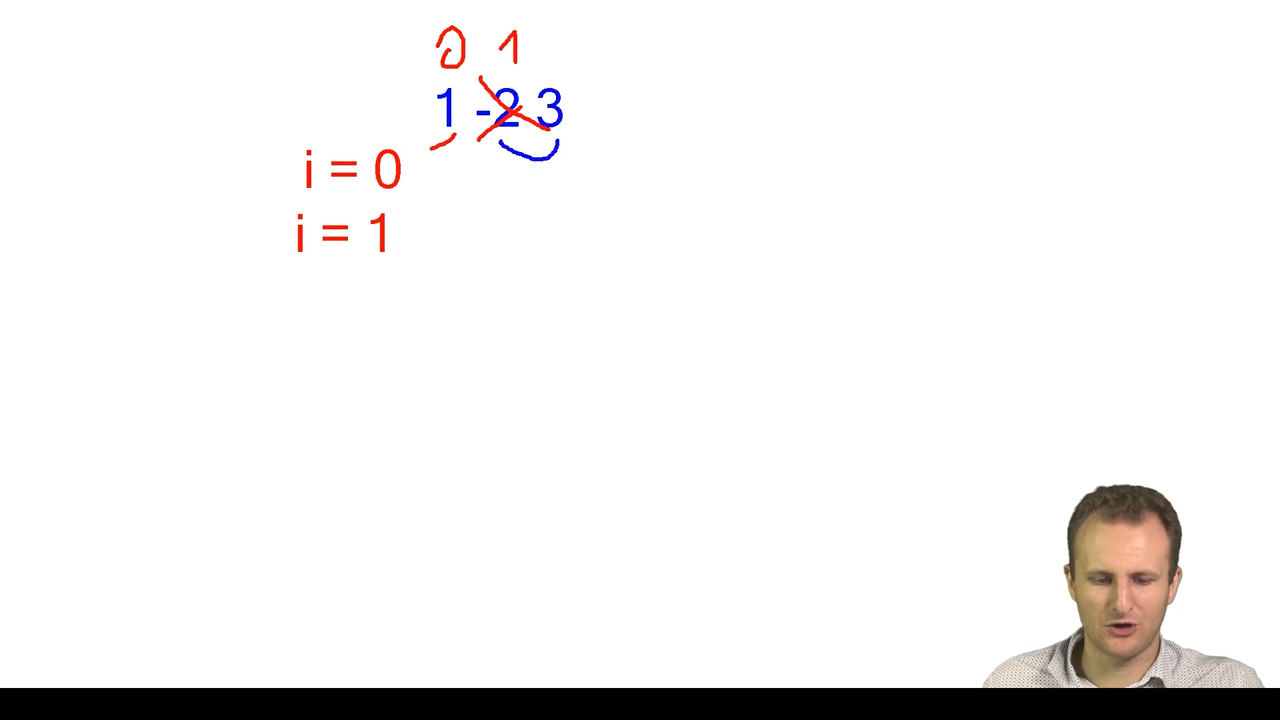 0 1
1 -2 3
i = 0
i = 1